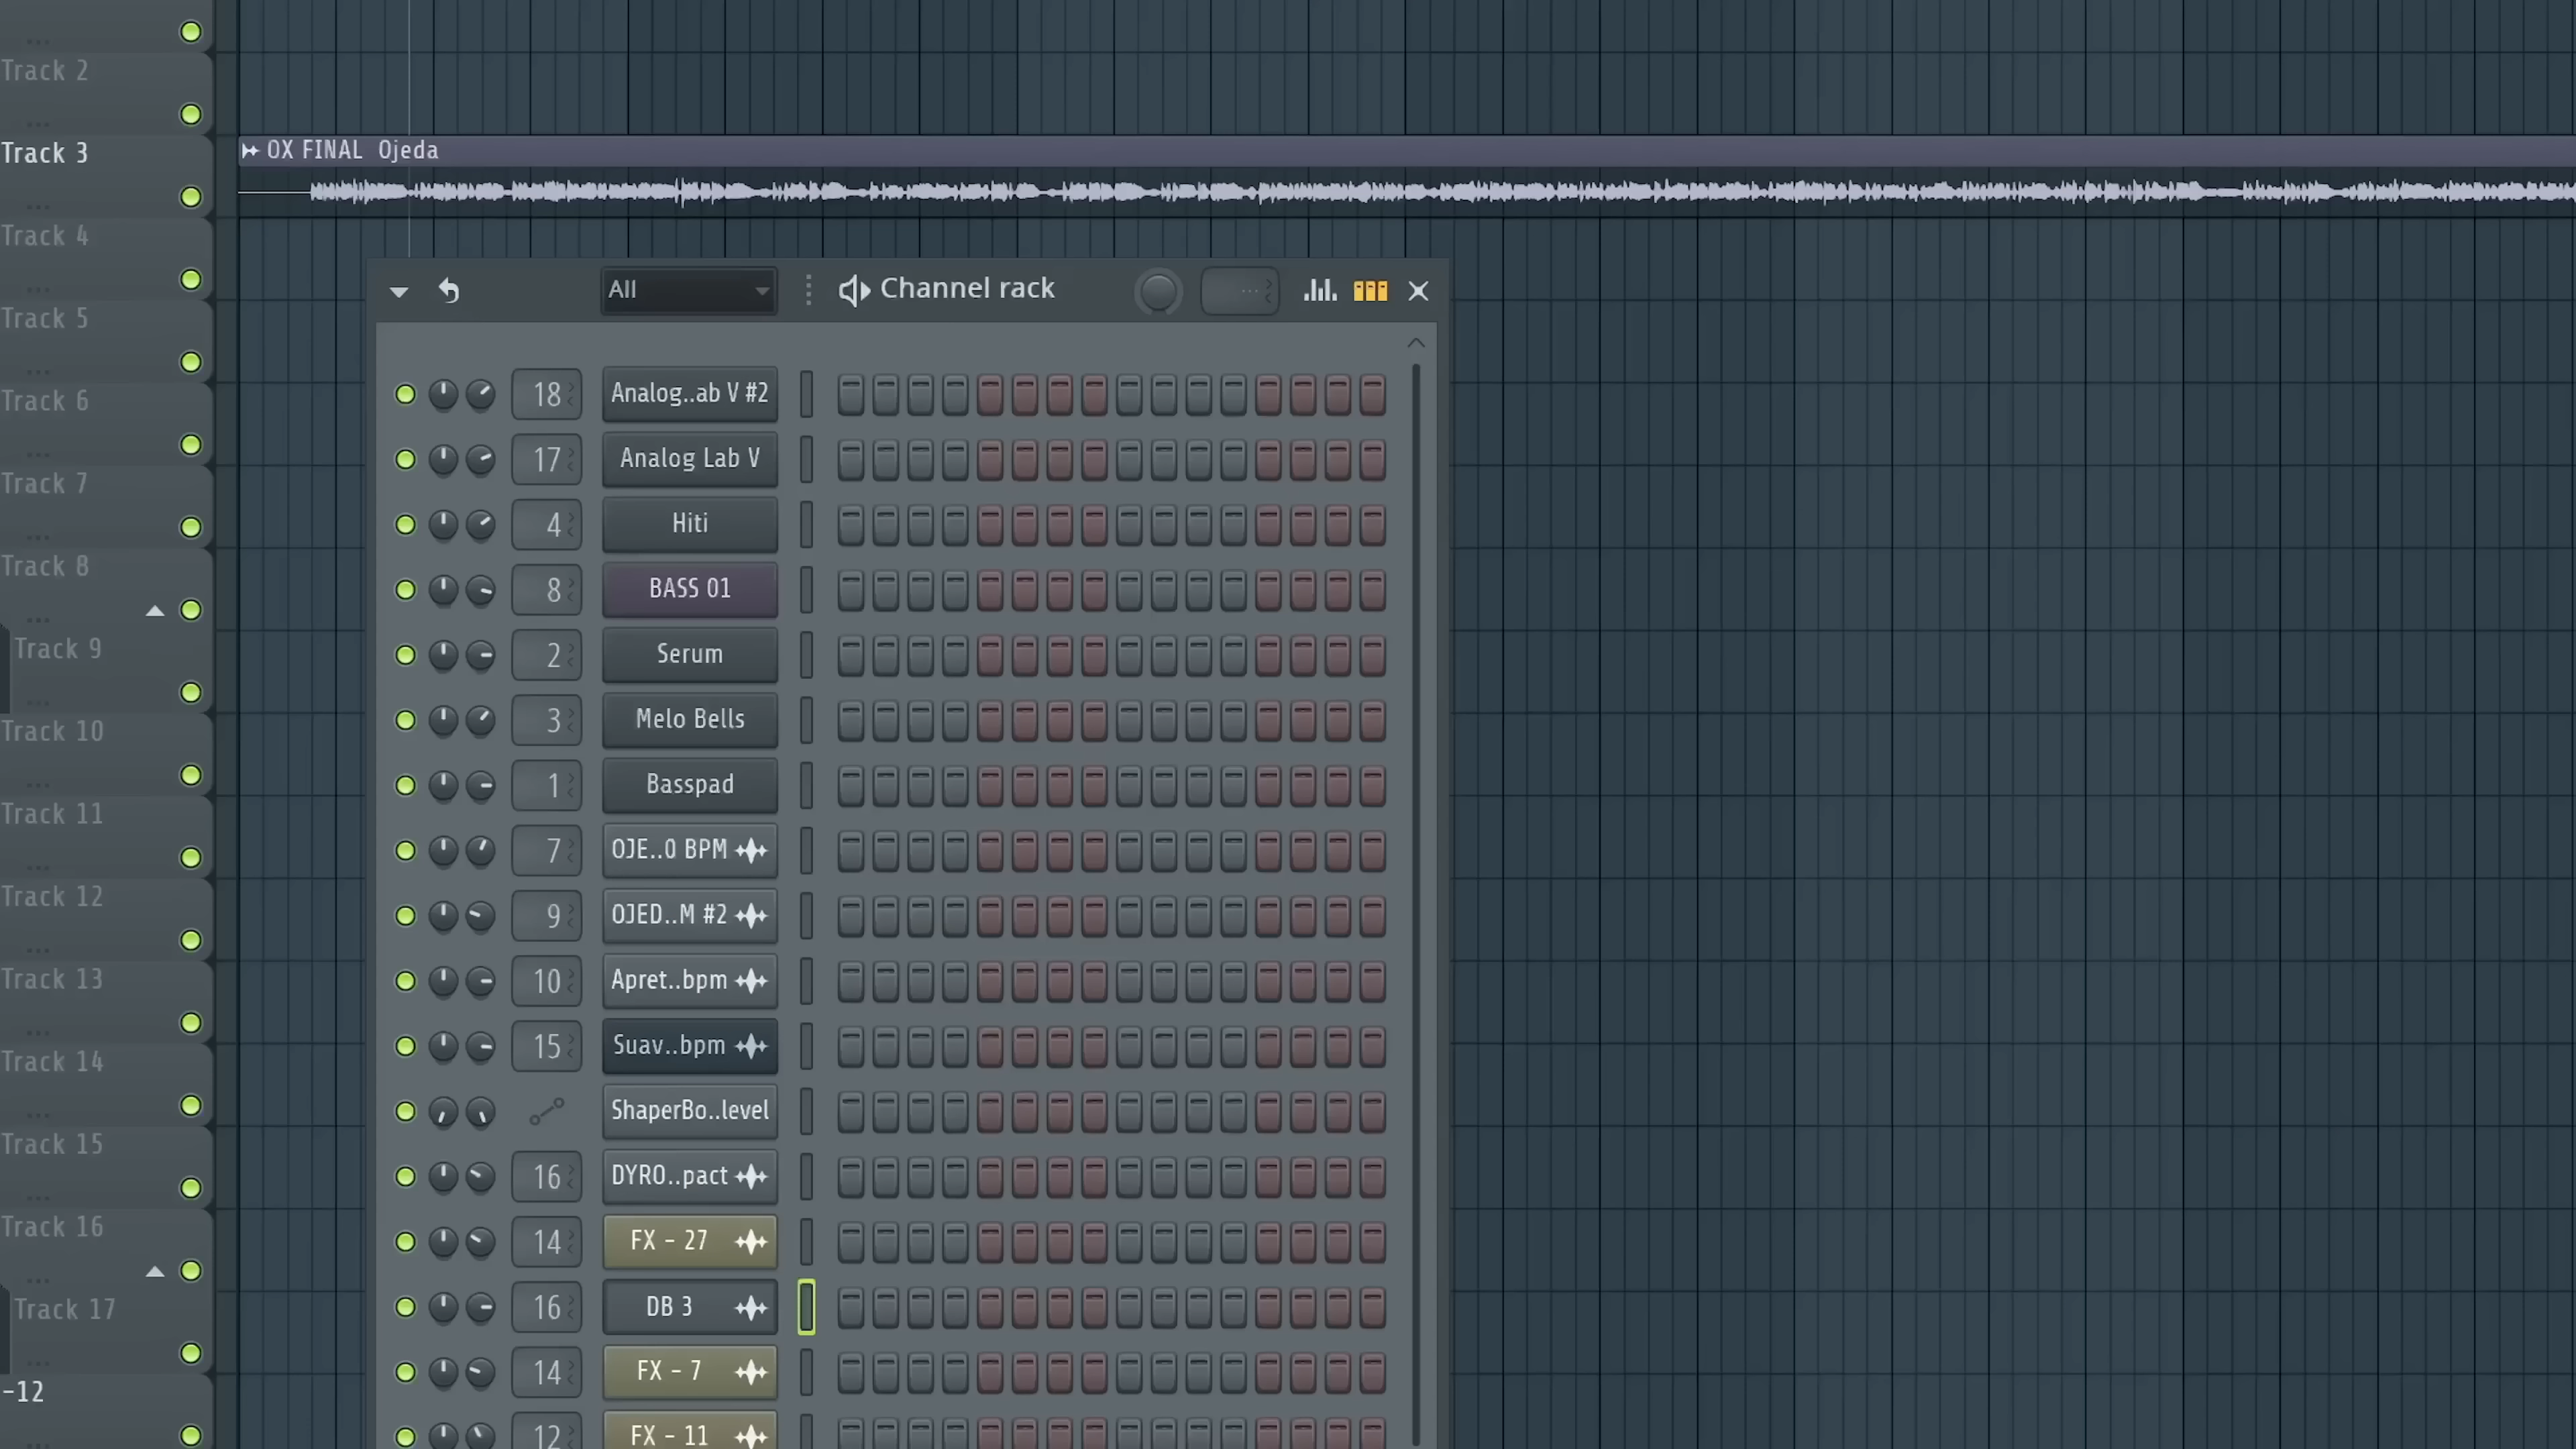 Track 2
Track 3
OX FINAL Ojeda
Track 4
Track 5
Track 6
Track 7
Track 8
Track 9
Track 10
Track 11
Track 12
Track 13
Track 14
Track 15
Track 16
Track 17
-12
All
Channel rack
18 Analog..ab V #2
17 Analog Lab V
4 Hiti
8 BASS 01
2 Serum
3 Melo Bells
1 Basspad
7 OJE..0 BPM
9 OJED..M #2
10 Apret..bpm
15 Suav..bpm
ShaperBo..level
16 DYRO..pact
14 FX - 27
16 DB 3
14 FX - 7
12 FX - 11